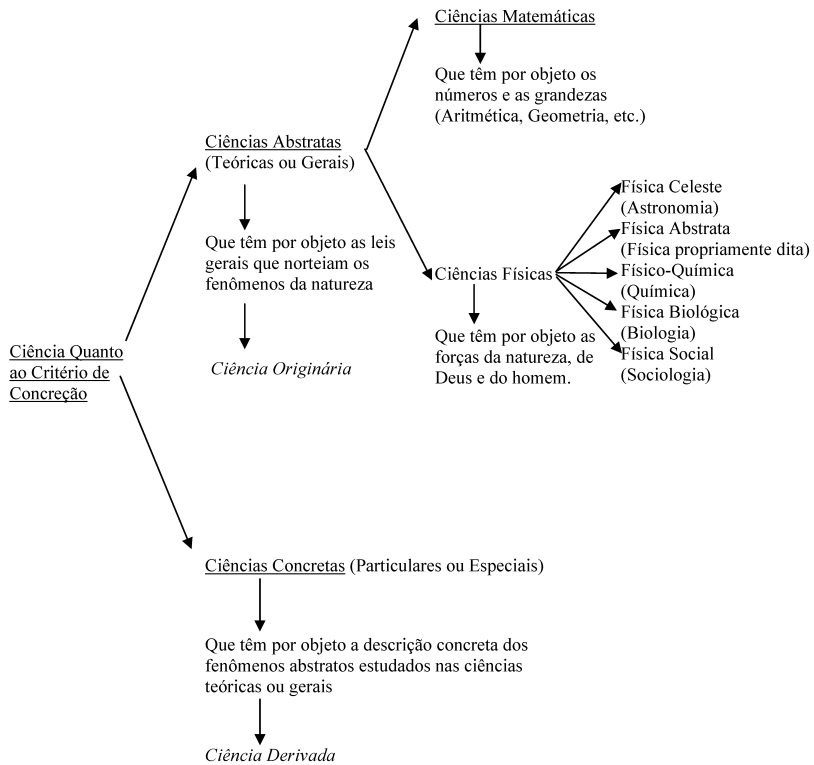 Ciência Quanto
ao Critério de
Concreção
Ciências Abstratas
(Teóricas ou Gerais)
Que têm por objeto as leis
gerais que norteiam os
fenômenos da natureza
Ciência Originária
Ciências Matemáticas
Que têm por objeto os
números e as grandezas
(Aritmética, Geometria, etc.)
Ciências Físicas
Que têm por objeto as
forças da natureza, de
Deus e do homem.
Física Celeste
(Astronomia)
Física Abstrata
(Física propriamente dita)
Físico-Química
(Química)
Física Biológica
(Biologia)
Física Social
(Sociologia)
Ciências Concretas (Particulares ou Especiais)
Que têm por objeto a descrição concreta dos
fenômenos abstratos estudados nas ciências
teóricas ou gerais
Ciência Derivada